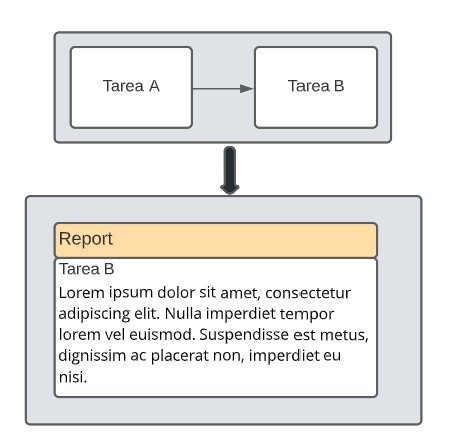 Tarea A
Tarea B
Report
Tarea B
Lorem ipsum dolor sit amet, consectetur
adipiscing elit. Nulla imperdiet tempor
lorem vel euismod. Suspendisse est metus,
dignissim ac placerat non, imperdiet eu
nisi.